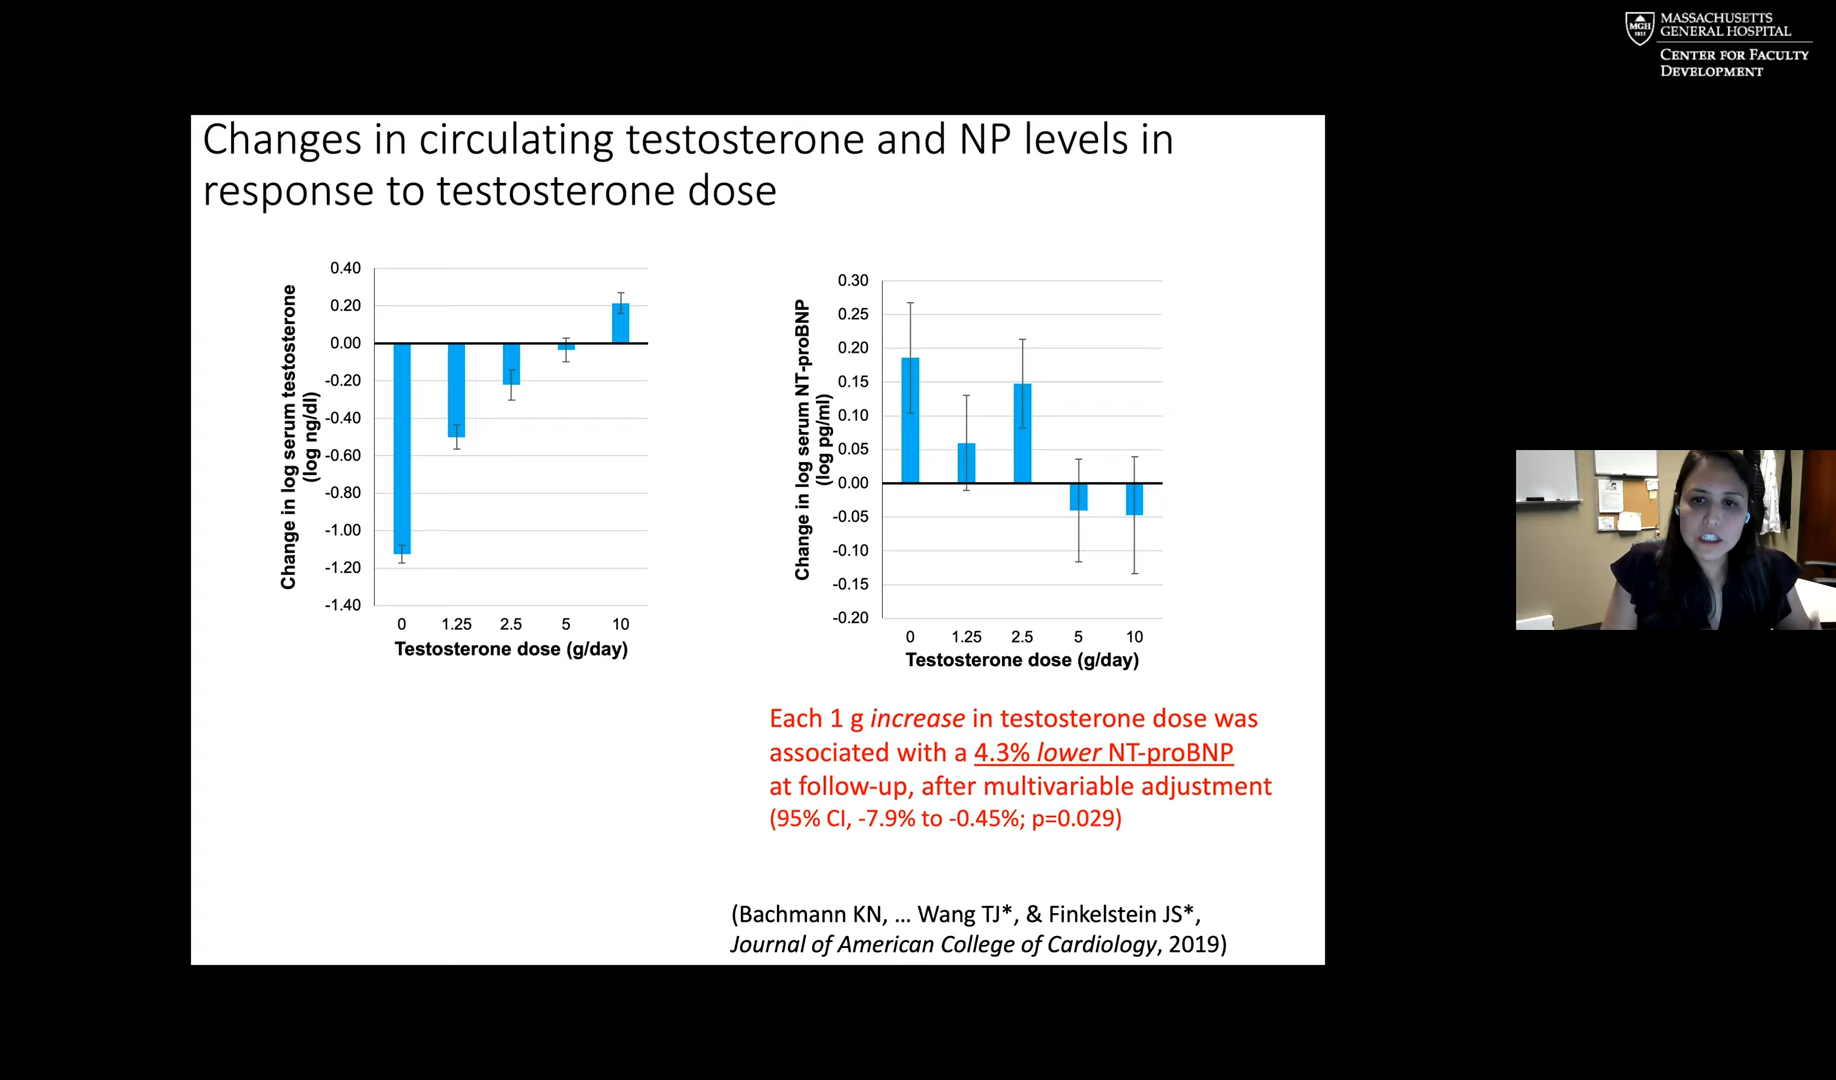 MASSACHUSETTS
GENERAL HOSPITAL
CENTER FOR FACULTY
DEVELOPMENT
MGH
1811
Changes in circulating testosterone and NP levels in
response to testosterone dose
Change in log serum testosterone
(log ng/dl)
0.40
0.20
0.00
-0.20
-0.40
-0.60
-0.80
-1.00
-1.20
-1.40
0 1.25 2.5 5 10
Testosterone dose (g/day)
Change in log serum NT-proBNP
(log pg/ml)
0.30
0.25
0.20
0.15
0.10
0.05
0.00
-0.05
-0.10
-0.15
-0.20
0 1.25 2.5 5 10
Testosterone dose (g/day)
Each 1 g increase in testosterone dose was
associated with a 4.3% lower NT-proBNP
at follow-up, after multivariable adjustment
(95% CI, -7.9% to -0.45%; p=0.029)
(Bachmann KN, ... Wang TJ*, & Finkelstein JS*,
Journal of American College of Cardiology, 2019)